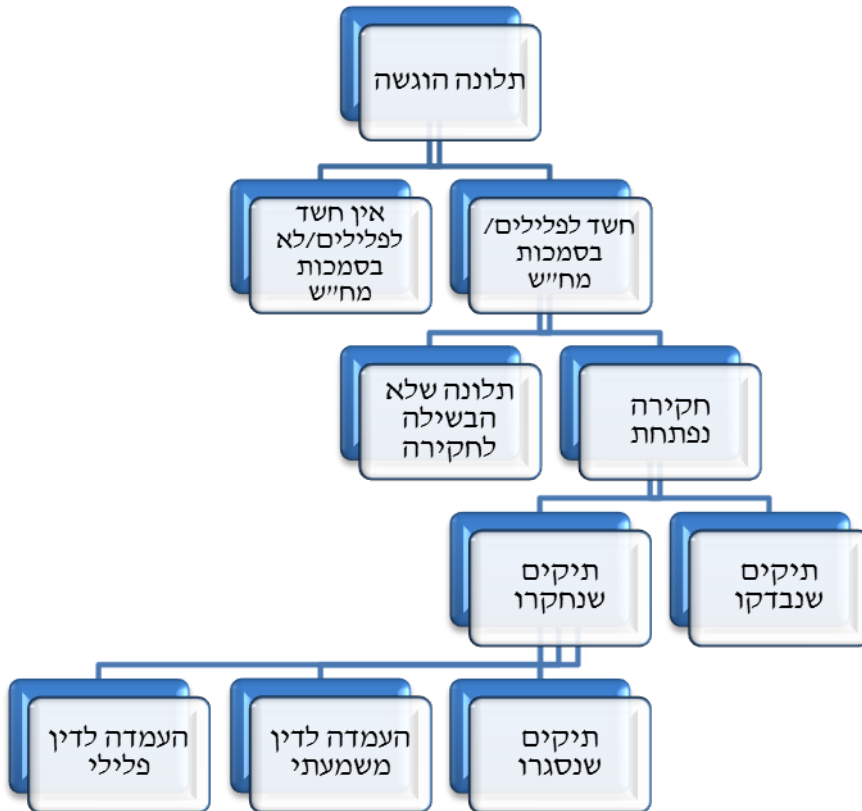 תלונה הוגשה
חשד לפלילים/
בסמכות
מח״ש
אין חשד
לפלילים/לא
בסמכות
מח״ש
חקירה
נפתחת
תלונה שלא
הבשילה
לחקירה
תיקים
שנבדקו
תיקים
שנחקרו
תיקים
שנסגרו
העמדה לדין
משמעתי
העמדה לדין
פלילי